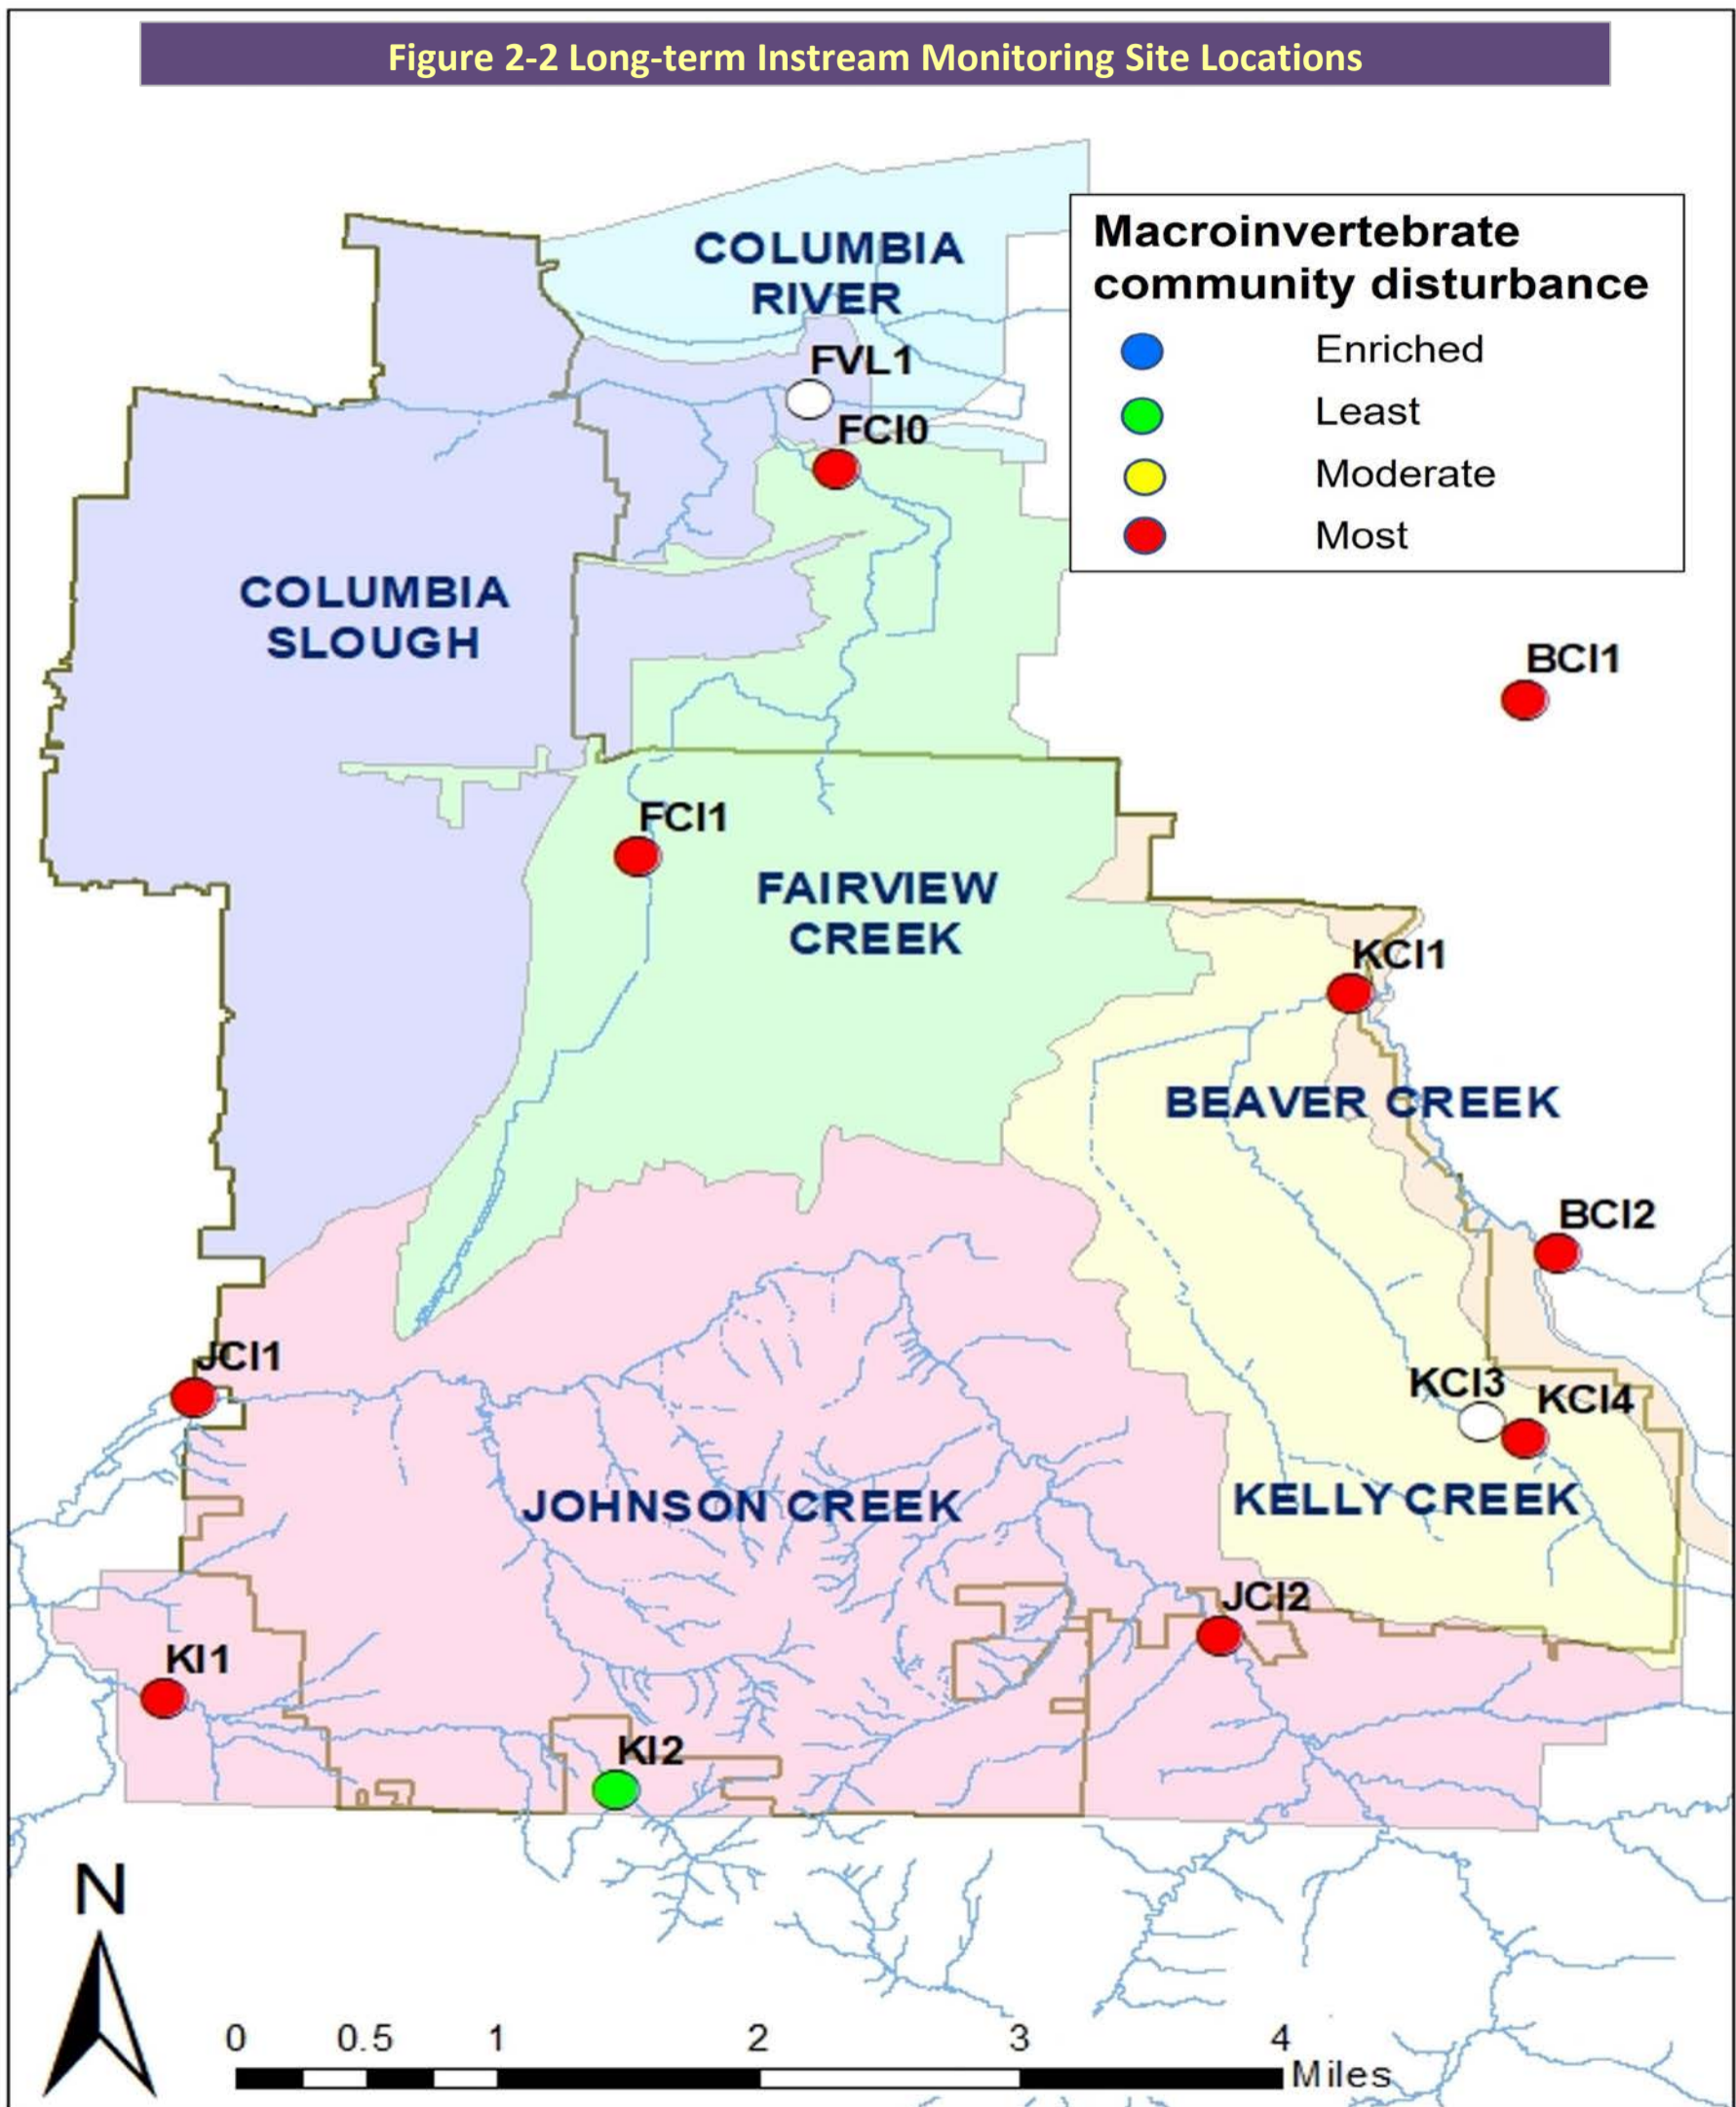 Figure 2-2 Long-term Instream Monitoring Site Locations
COLUMBIA
RIVER
Macroinvertebrate
community disturbance
Enriched
Least
Moderate
Most
FVL1
FCI0
COLUMBIA
SLOUGH
BCI1
FCI1
FAIRVIEW
CREEK
KCI1
BEAVER CREEK
BCI2
JCI1
KCI3
KCI4
JOHNSON CREEK
KELLY CREEK
JCI2
KI1
KI2
N
0 0.5 1 2 3 4
Miles